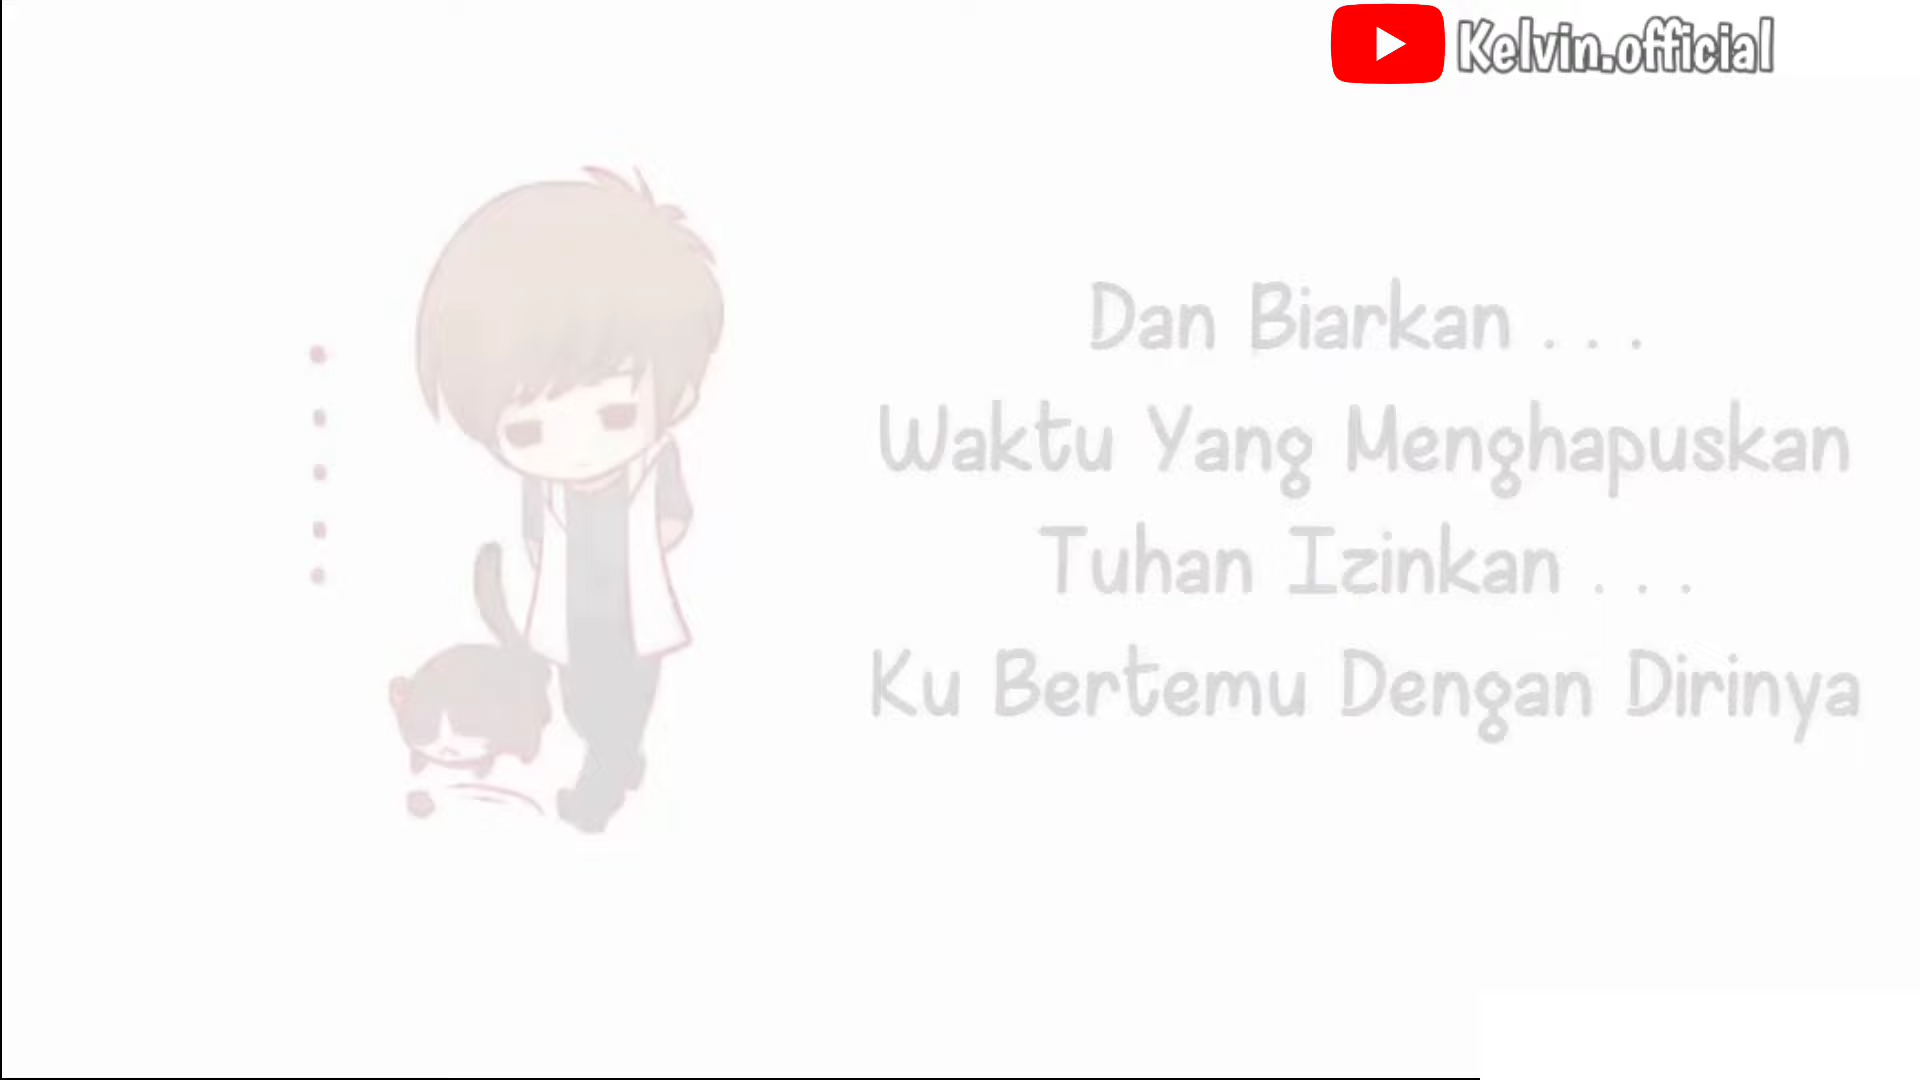 Kelvin.official
Dan Biarkan . . .
Waktu Yang Menghapuskan
Tuhan Izinkan . . .
Ku Bertemu Dengan Dirinya